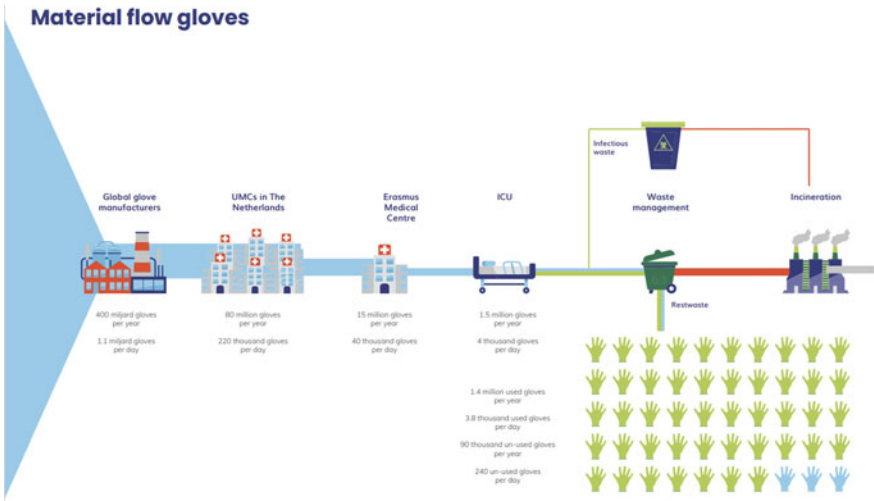 Material flow gloves
Infectious
waste
Global glove
manufacturers
UMCs in The
Netherlands
Erasmus
Medical
Centre
ICU
Waste
management
Incineration
Restwaste
400 miljard gloves
per year
1.1 miljard gloves
per day
80 million gloves
per year
220 thousand gloves
per day
15 million gloves
per year
40 thousand gloves
per day
1.5 million gloves
per year
4 thousand gloves
per day
1.4 million used gloves
per year
3.8 thousand used gloves
per day
90 thousand un-used gloves
per year
240 un-used gloves
per day